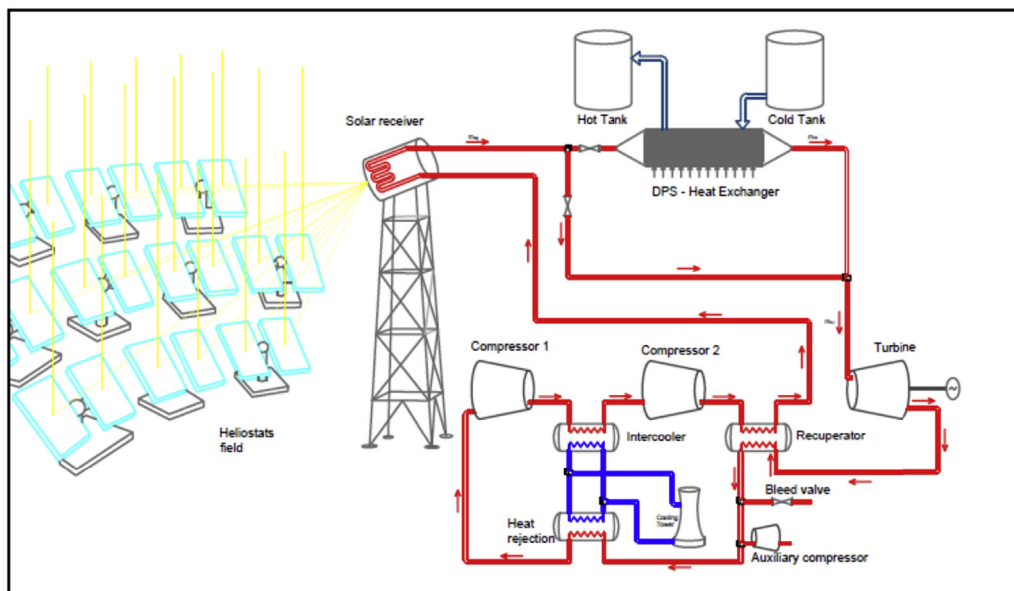 Hot Tank
Cold Tank
Solar receiver
DPS - Heat Exchanger
Compressor 1
Compressor 2
Turbine
~
Heliostats
field
Intercooler
Recuperator
Bleed valve
Cooling
Tower
Heat
rejection
Auxiliary compressor